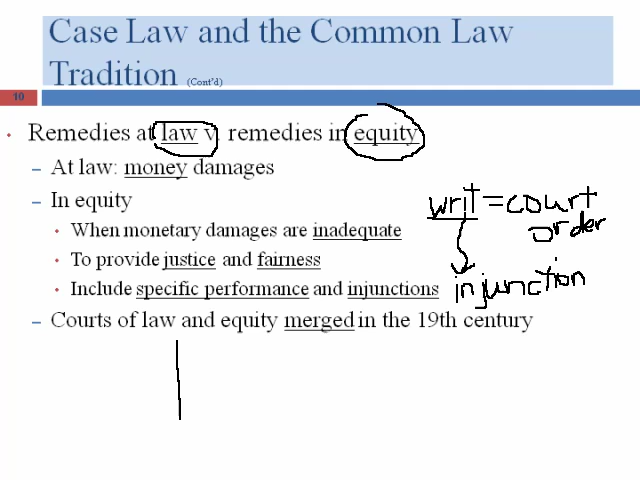 Case Law and the Common Law
Tradition (Cont'd)
10
• Remedies at law v. remedies in equity
– At law: money damages
– In equity
• When monetary damages are inadequate
• To provide justice and fairness
• Include specific performance and injunctions
– Courts of law and equity merged in the 19th century
writ = court
order
injunction